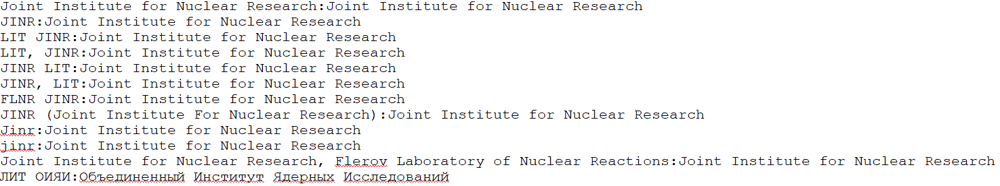 Joint Institute for Nuclear Research:Joint Institute for Nuclear Research
JINR:Joint Institute for Nuclear Research
LIT JINR:Joint Institute for Nuclear Research
LIT, JINR:Joint Institute for Nuclear Research
JINR LIT:Joint Institute for Nuclear Research
JINR, LIT:Joint Institute for Nuclear Research
FLNR JINR:Joint Institute for Nuclear Research
JINR (Joint Institute For Nuclear Research):Joint Institute for Nuclear Research
Jinr:Joint Institute for Nuclear Research
jinr:Joint Institute for Nuclear Research
Joint Institute for Nuclear Research, Flerov Laboratory of Nuclear Reactions:Joint Institute for Nuclear Research
ЛИТ ОИЯИ:Объединенный Институт Ядерных Исследований